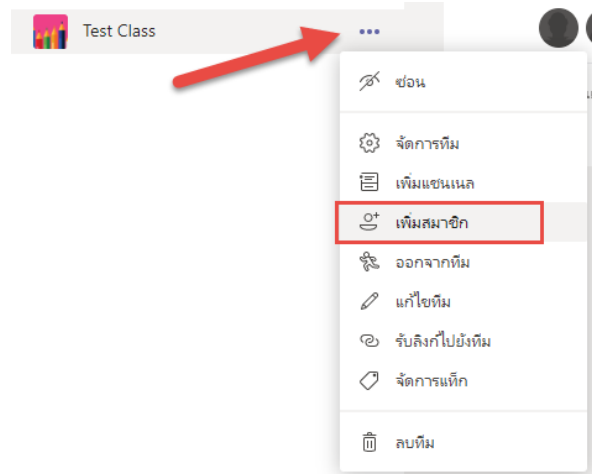 Test Class
ซ่อน
จัดการทีม
เพิ่มแชนเนล
เพิ่มสมาชิก
ออกจากทีม
แก้ไขทีม
รับลิงก์ไปยังทีม
จัดการแท็ก
ลบทีม